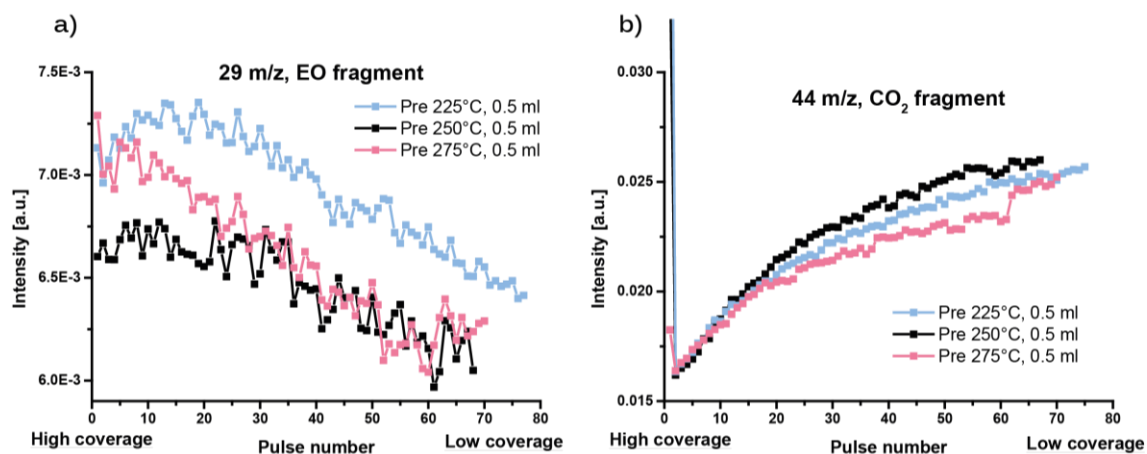 a)
29 m/z, EO fragment
Pre 225°C, 0.5 ml
Pre 250°C, 0.5 ml
Pre 275°C, 0.5 ml
Intensity [a.u.]
7.5E-3
7.0E-3
6.5E-3
6.0E-3
0 10 20 30 40 50 60 70 80
High coverage Pulse number Low coverage
b)
44 m/z, CO₂ fragment
Pre 225°C, 0.5 ml
Pre 250°C, 0.5 ml
Pre 275°C, 0.5 ml
Intensity [a.u.]
0.030
0.025
0.020
0.015
0 10 20 30 40 50 60 70 80
High coverage Pulse number Low coverage